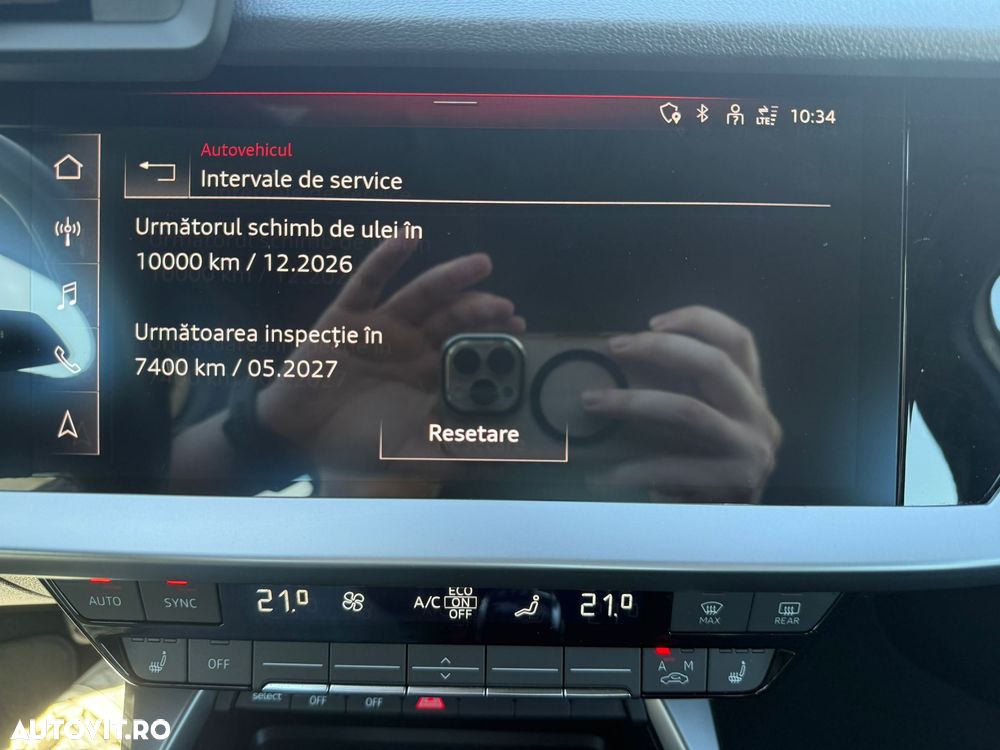 LTE 10:34
Autovehicul
Intervale de service
Următorul schimb de ulei în
10000 km / 12.2026
Următoarea inspecție în
7400 km / 05.2027
Resetare
AUTO
SYNC
21.0
A/C
ECO
ON
OFF
21.0
MAX
REAR
OFF
A M
select
OFF
OFF
AUTOVIT.RO